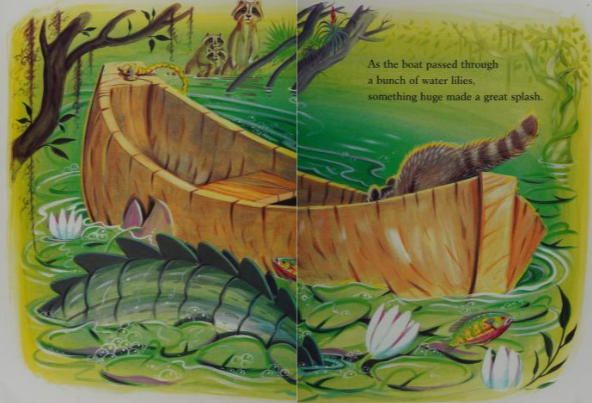 As the boat passed through
a bunch of water lilies,
something huge made a great splash.